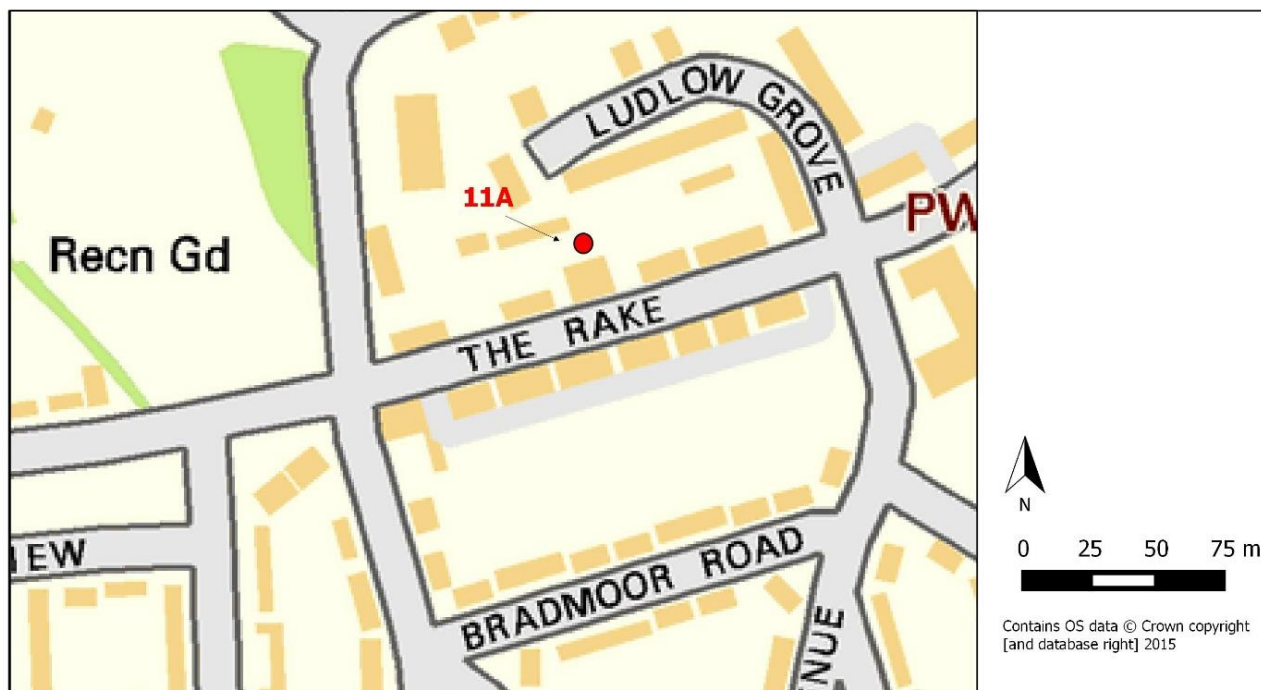 LUDLOW GROVE
11A
PW
Recn Gd
THE RAKE
IEW
BRADMOOR ROAD
NUE
N
0 25 50 75 m
Contains OS data © Crown copyright
[and database right] 2015